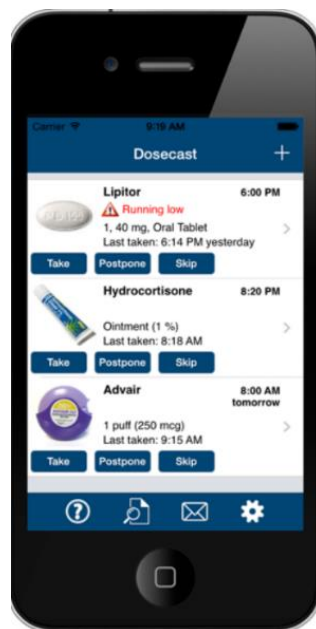 Carrier 9:19 AM
Dosecast +
Lipitor 6:00 PM
Running low
1, 40 mg, Oral Tablet
Last taken: 6:14 PM yesterday
Take Postpone Skip
Hydrocortisone 8:20 PM
Ointment (1 %)
Last taken: 8:18 AM
Take Postpone Skip
Advair 8:00 AM
tomorrow
1 puff (250 mcg)
Last taken: 9:15 AM
Take Postpone Skip